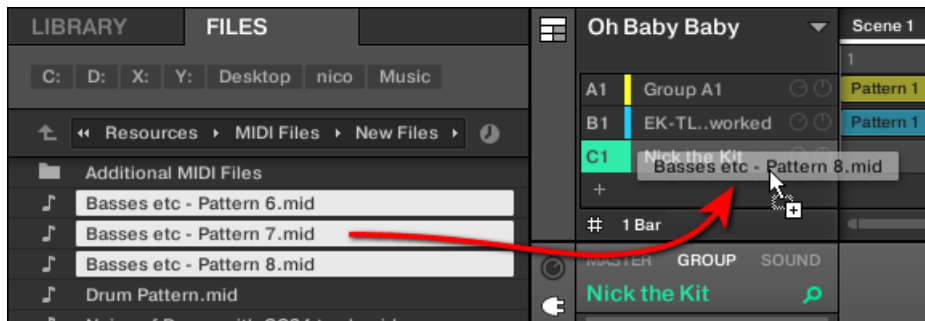 LIBRARY
FILES
C: D: X: Y: Desktop nico Music
Resources MIDI Files New Files
Additional MIDI Files
Basses etc - Pattern 6.mid
Basses etc - Pattern 7.mid
Basses etc - Pattern 8.mid
Drum Pattern.mid
Oh Baby Baby
Scene 1
1
A1 Group A1
Pattern 1
B1 EK-TL..worked
Pattern 1
C1 Nick the Kit
Basses etc - Pattern 8.mid
+
1 Bar
MASTER GROUP SOUND
Nick the Kit